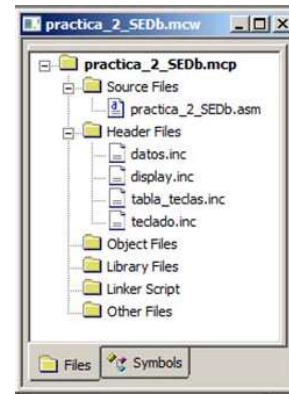 practica_2_SEDb.mcw
practica_2_SEDb.mcp
Source Files
practica_2_SEDb.asm
Header Files
datos.inc
display.inc
tabla_teclas.inc
teclado.inc
Object Files
Library Files
Linker Script
Other Files
Files Symbols